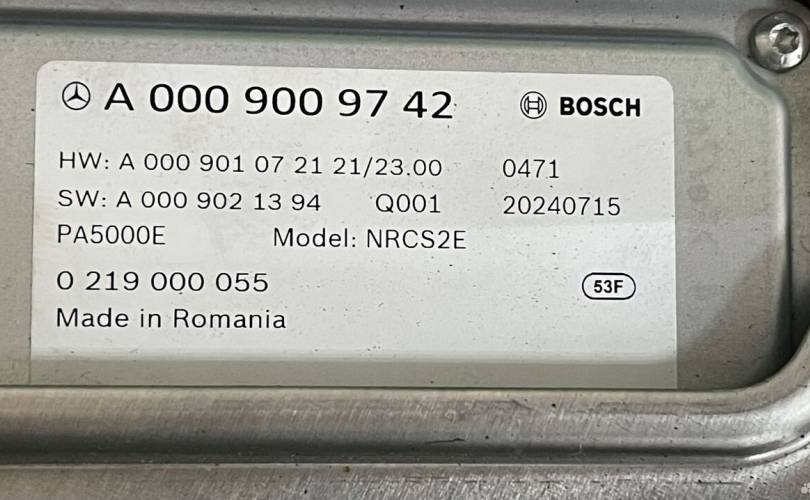 A 000 900 97 42 BOSCH
HW: A 000 901 07 21 21/23.00 0471
SW: A 000 902 13 94 Q001 20240715
PA5000E Model: NRCS2E
0 219 000 055 53F
Made in Romania